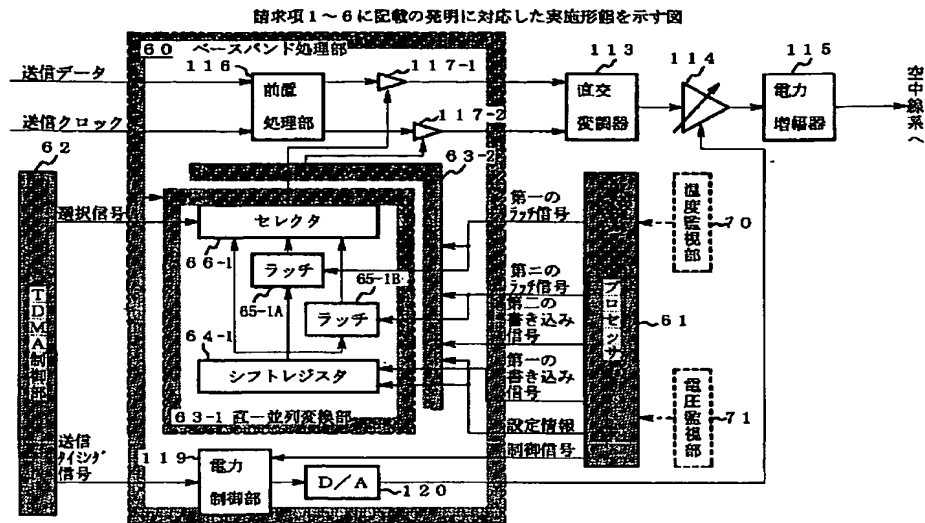 請求項1～6に記載の発明に対応した実施形態を示す図
60 ベースバンド処理部
送信データ
116
前置
処理部
117-1
117-2
送信クロック
113
直交
変調器
114
115
電力
増幅器
空中線系へ
62
TDMA制御部
選択信号
63-2
セレクタ
66-1
ラッチ
65-1A
65-1B
ラッチ
64-1
シフトレジスタ
63-1 直－並列変換部
第一の
ラッチ信号
第二の
ラッチ信号
第二の
書き込み
信号
第一の
書き込み
信号
設定情報
制御信号
プロセッサ
61
温度監視部
70
電圧監視部
71
送信
タイミング
信号
119
電力
制御部
D/A
120